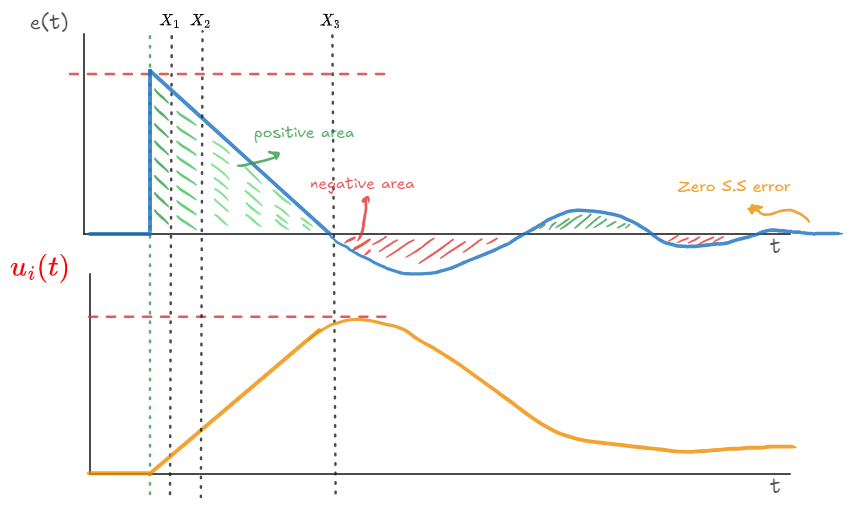 e(t)
X₁ X₂ X₃
positive area
negative area
Zero S.S error
t
uᵢ(t)
t